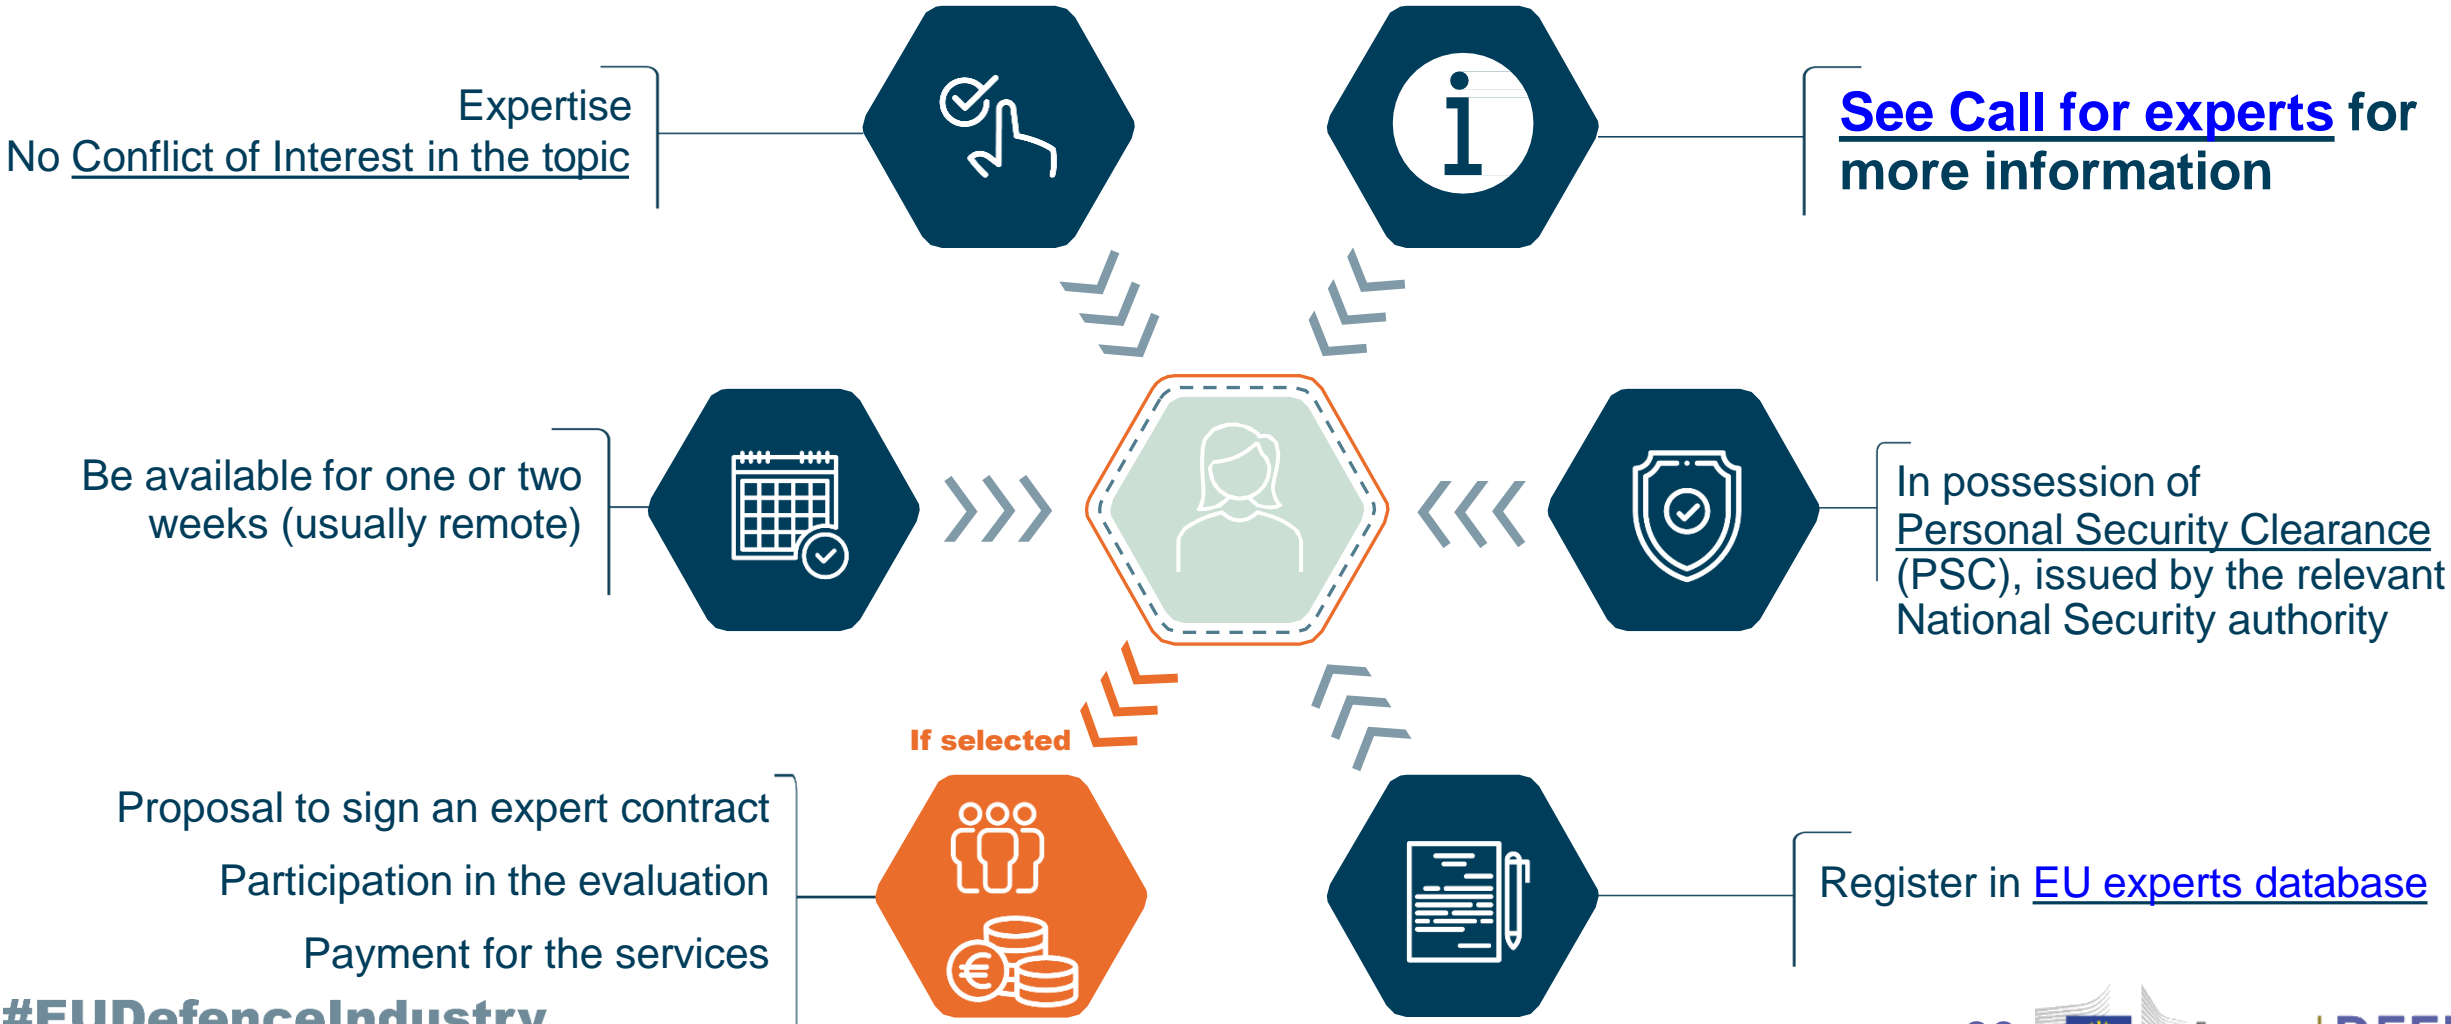 Expertise
No Conflict of Interest in the topic
See Call for experts for
more information
Be available for one or two
weeks (usually remote)
In possession of
Personal Security Clearance
(PSC), issued by the relevant
National Security authority
If selected
Proposal to sign an expert contract
Participation in the evaluation
Payment for the services
Register in EU experts database
#EUDefenceIndustry